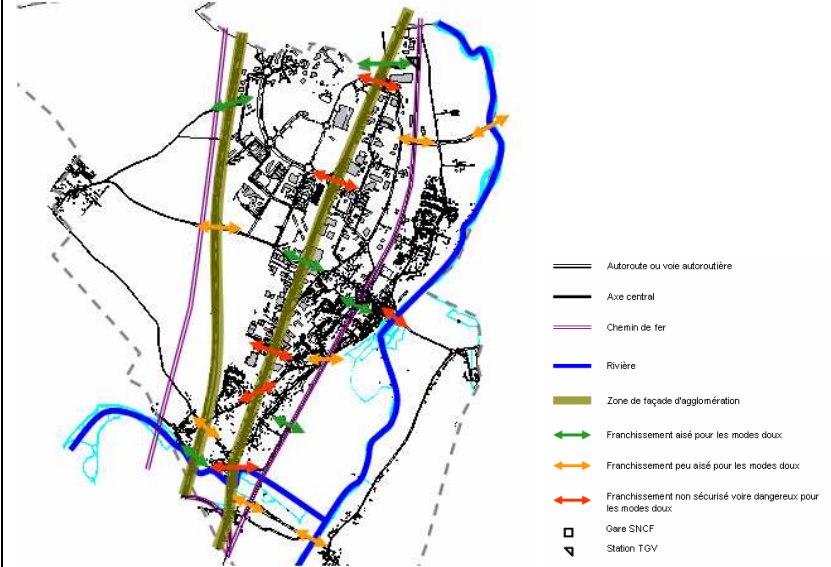 Autoroute ou voie autoroutière
Axe central
Chemin de fer
Rivière
Zone de façade d'agglomération
Franchissement aisé pour les modes doux
Franchissement peu aisé pour les modes doux
Franchissement non sécurisé voire dangereux pour
les modes doux
Gare SNCF
Station TGV